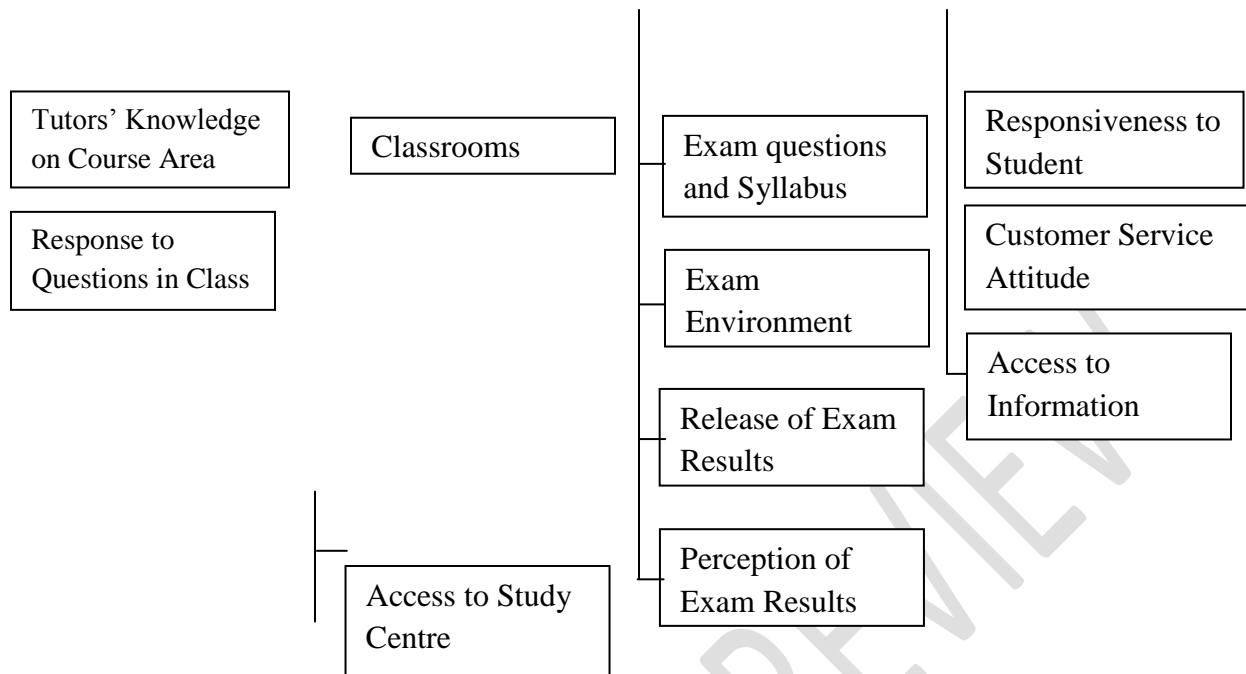 Tutors’ Knowledge
on Course Area
Response to
Questions in Class
Classrooms
Access to Study
Centre
Exam questions
and Syllabus
Exam
Environment
Release of Exam
Results
Perception of
Exam Results
Responsiveness to
Student
Customer Service
Attitude
Access to
Information
REVIEW